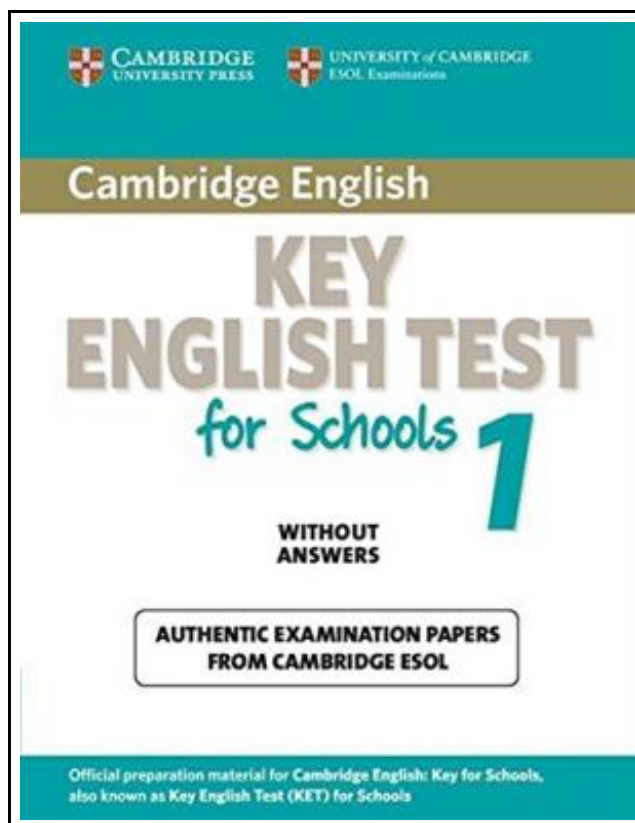 CAMBRIDGE
UNIVERSITY PRESS
UNIVERSITY of CAMBRIDGE
ESOL Examinations
Cambridge English
KEY
ENGLISH TEST
for Schools 1
WITHOUT
ANSWERS
AUTHENTIC EXAMINATION PAPERS
FROM CAMBRIDGE ESOL
Official preparation material for Cambridge English: Key for Schools,
also known as Key English Test (KET) for Schools